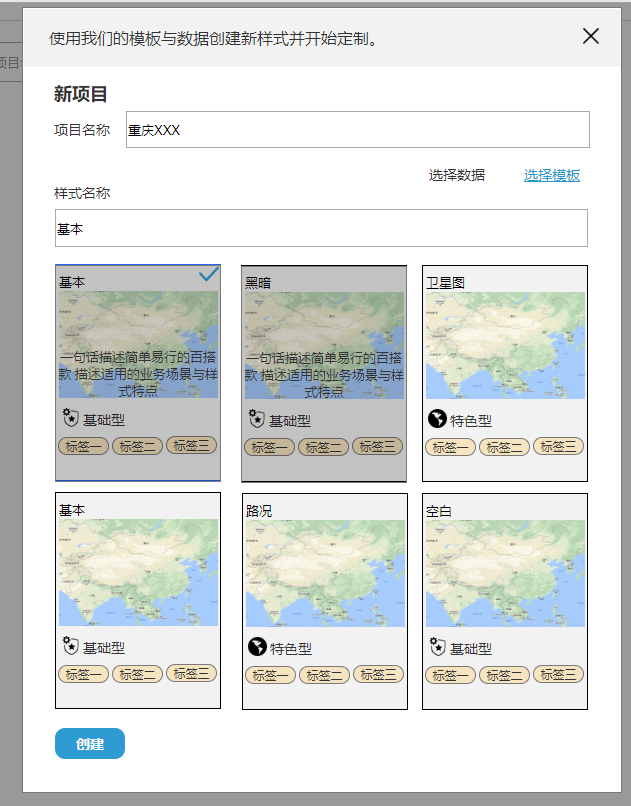 使用我们的模板与数据创建新样式并开始定制。
项目
新项目
项目名称
重庆XXX
选择数据 选择模板
样式名称
基本
基本
一句话描述简单易行的百搭
款 描述适用的业务场景与样
式特点
基础型
标签一 标签二 标签三
黑暗
一句话描述简单易行的百搭
款 描述适用的业务场景与样
式特点
基础型
标签一 标签二 标签三
卫星图
特色型
标签一 标签二 标签三
基本
基础型
标签一 标签二 标签三
路况
特色型
标签一 标签二 标签三
空白
基础型
标签一 标签二 标签三
创建